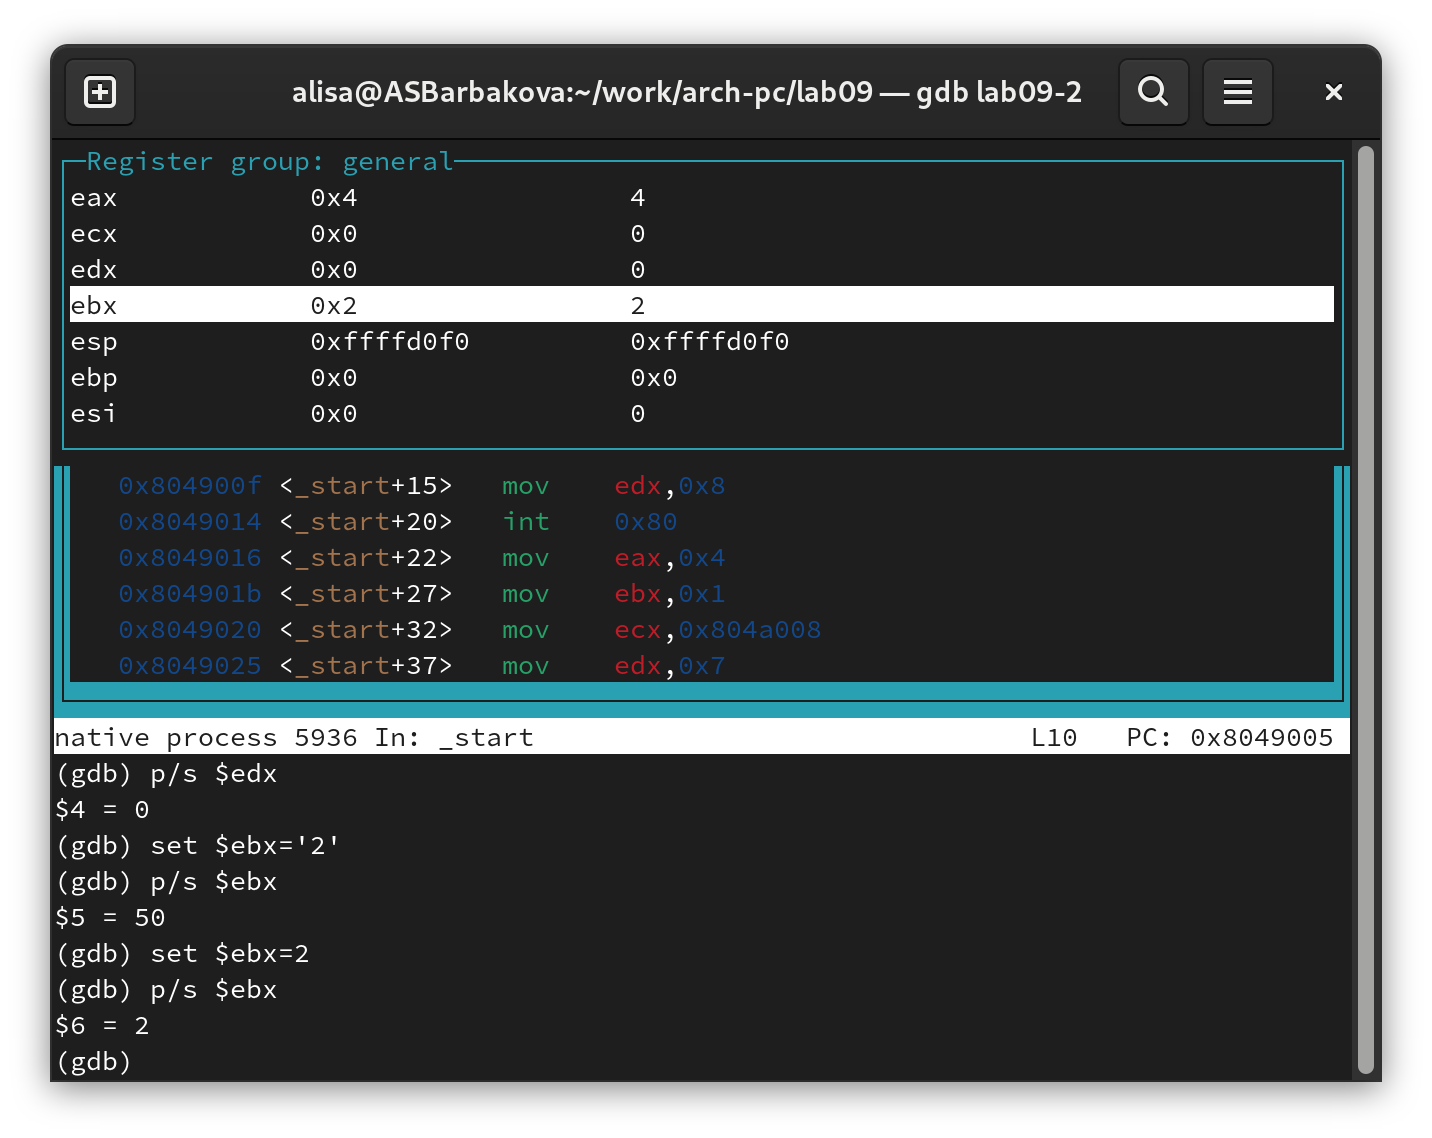 alisa@ASBarbakova:~/work/arch-pc/lab09 — gdb lab09-2
Register group: general
eax 0x4 4
ecx 0x0 0
edx 0x0 0
ebx 0x2 2
esp 0xffffd0f0 0xffffd0f0
ebp 0x0 0x0
esi 0x0 0
0x804900f <_start+15> mov edx,0x8
0x8049014 <_start+20> int 0x80
0x8049016 <_start+22> mov eax,0x4
0x804901b <_start+27> mov ebx,0x1
0x8049020 <_start+32> mov ecx,0x804a008
0x8049025 <_start+37> mov edx,0x7
native process 5936 In: _start L10 PC: 0x8049005
(gdb) p/s $edx
$4 = 0
(gdb) set $ebx='2'
(gdb) p/s $ebx
$5 = 50
(gdb) set $ebx=2
(gdb) p/s $ebx
$6 = 2
(gdb)